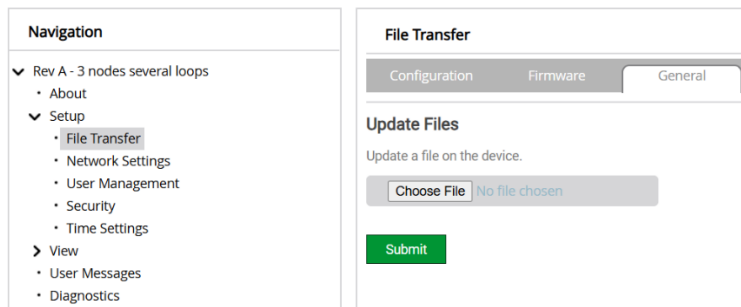 Navigation
Rev A - 3 nodes several loops
About
Setup
File Transfer
Network Settings
User Management
Security
Time Settings
View
User Messages
Diagnostics
File Transfer
Configuration Firmware General
Update Files
Update a file on the device.
Choose File No file chosen
Submit